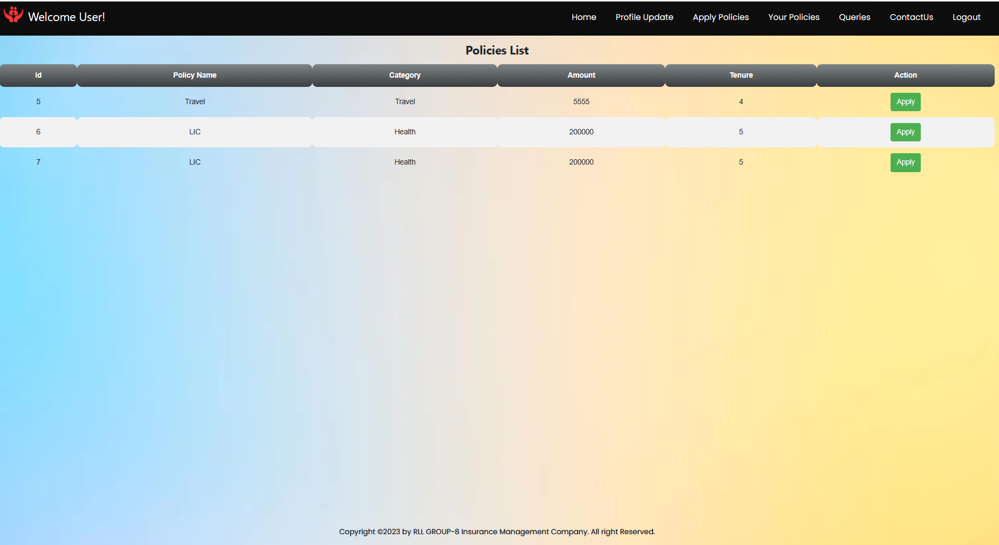 Welcome User! Home Profile Update Apply Policies Your Policies Queries ContactUs Logout
Policies List
Id Policy Name Category Amount Tenure Action
5 Travel Travel 5555 4 Apply
6 LIC Health 200000 5 Apply
7 LIC Health 200000 5 Apply
Copyright ©2023 by RLL GROUP-8 Insurance Management Company. All right Reserved.